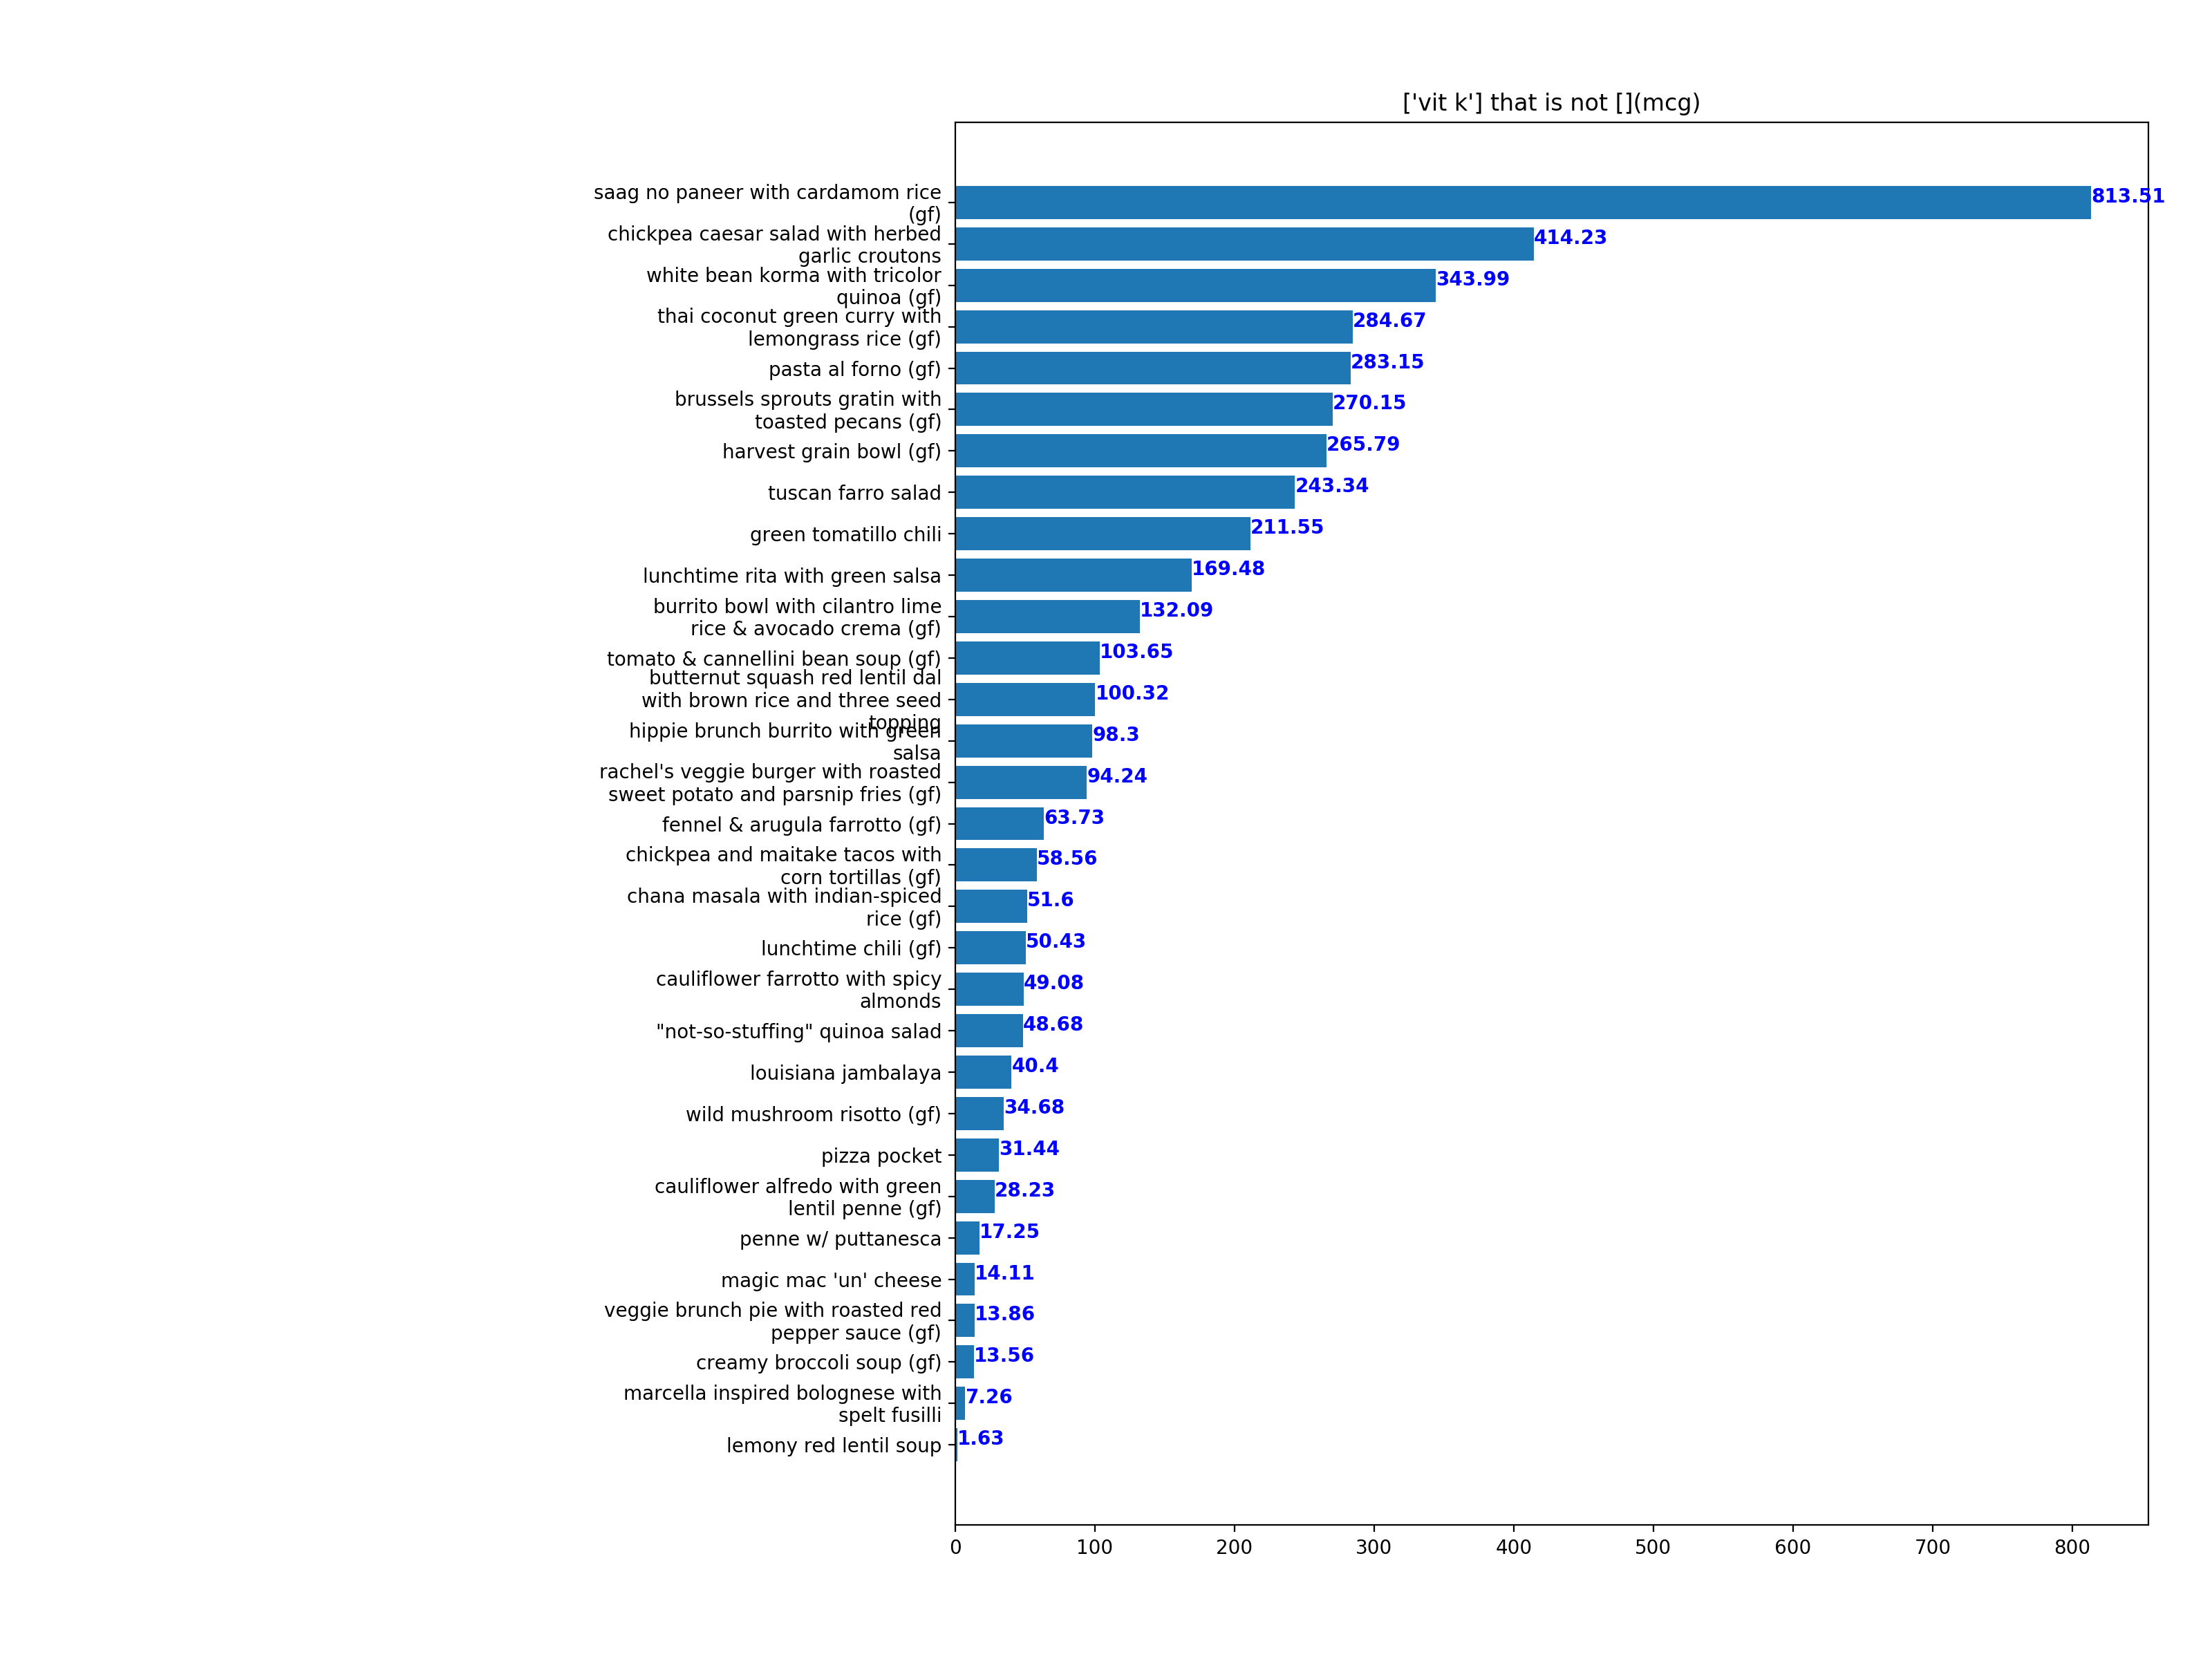 ['vit k'] that is not [](mcg)
saag no paneer with cardamom rice
(gf)
813.51
chickpea caesar salad with herbed
garlic croutons
414.23
white bean korma with tricolor
quinoa (gf)
343.99
thai coconut green curry with
lemongrass rice (gf)
284.67
pasta al forno (gf)
283.15
brussels sprouts gratin with
toasted pecans (gf)
270.15
harvest grain bowl (gf)
265.79
tuscan farro salad
243.34
green tomatillo chili
211.55
lunchtime rita with green salsa
169.48
burrito bowl with cilantro lime
rice & avocado crema (gf)
132.09
tomato & cannellini bean soup (gf)
103.65
butternut squash red lentil dal
with brown rice and three seed
topping
100.32
hippie brunch burrito with green
salsa
98.3
rachel's veggie burger with roasted
sweet potato and parsnip fries (gf)
94.24
fennel & arugula farrotto (gf)
63.73
chickpea and maitake tacos with
corn tortillas (gf)
58.56
chana masala with indian-spiced
rice (gf)
51.6
lunchtime chili (gf)
50.43
cauliflower farrotto with spicy
almonds
49.08
"not-so-stuffing" quinoa salad
48.68
louisiana jambalaya
40.4
wild mushroom risotto (gf)
34.68
pizza pocket
31.44
cauliflower alfredo with green
lentil penne (gf)
28.23
penne w/ puttanesca
17.25
magic mac 'un' cheese
14.11
veggie brunch pie with roasted red
pepper sauce (gf)
13.86
creamy broccoli soup (gf)
13.56
marcella inspired bolognese with
spelt fusilli
7.26
lemony red lentil soup
1.63
0 100 200 300 400 500 600 700 800